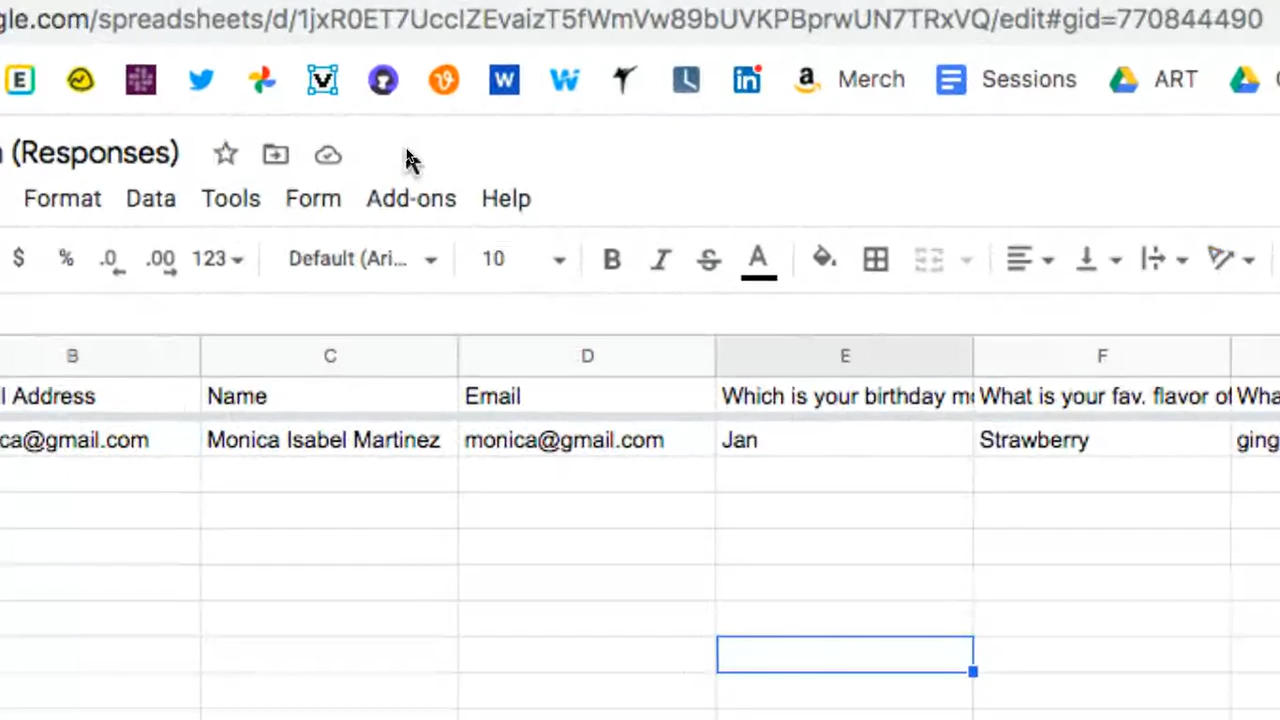 gle.com/spreadsheets/d/1jxR0ET7UccIZEvaizT5fWmVw89bUVKPBprwUN7TRxVQ/edit#gid=770844490
E W in a Merch Sessions ART
(Responses)
Format Data Tools Form Add-ons Help
$ % .0 .00 123 Default (Ari... 10 B I S A
B C D E F
l Address Name Email Which is your birthday mo What is your fav. flavor of Wha
ca@gmail.com Monica Isabel Martinez monica@gmail.com Jan Strawberry ging